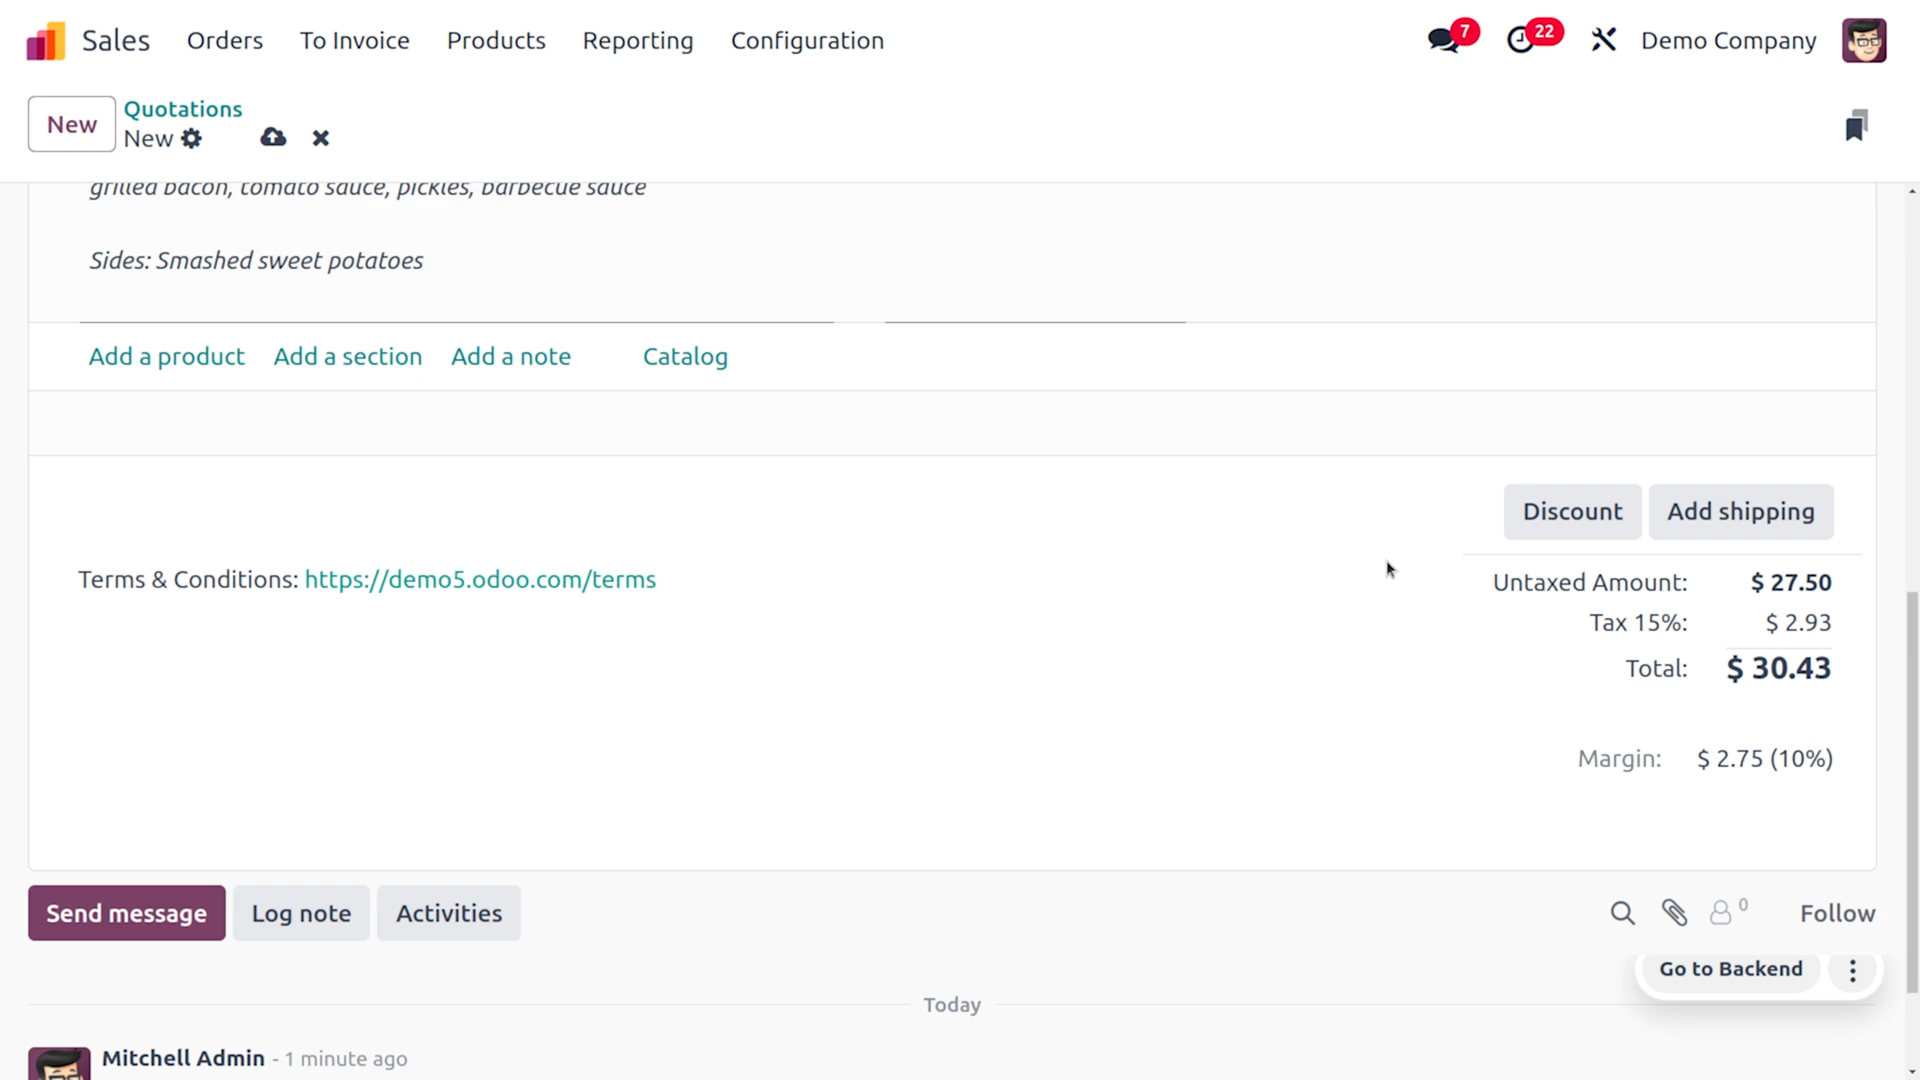 Sales Orders To Invoice Products Reporting Configuration 7 22 Demo Company
New Quotations
New
grilled bacon, tomato sauce, pickles, barbecue sauce
Sides: Smashed sweet potatoes
Add a product Add a section Add a note Catalog
Discount Add shipping
Terms & Conditions: https://demo5.odoo.com/terms
Untaxed Amount: $ 27.50
Tax 15%: $ 2.93
Total: $ 30.43
Margin: $ 2.75 (10%)
Send message Log note Activities 0 Follow
Go to Backend
Today
Mitchell Admin - 1 minute ago